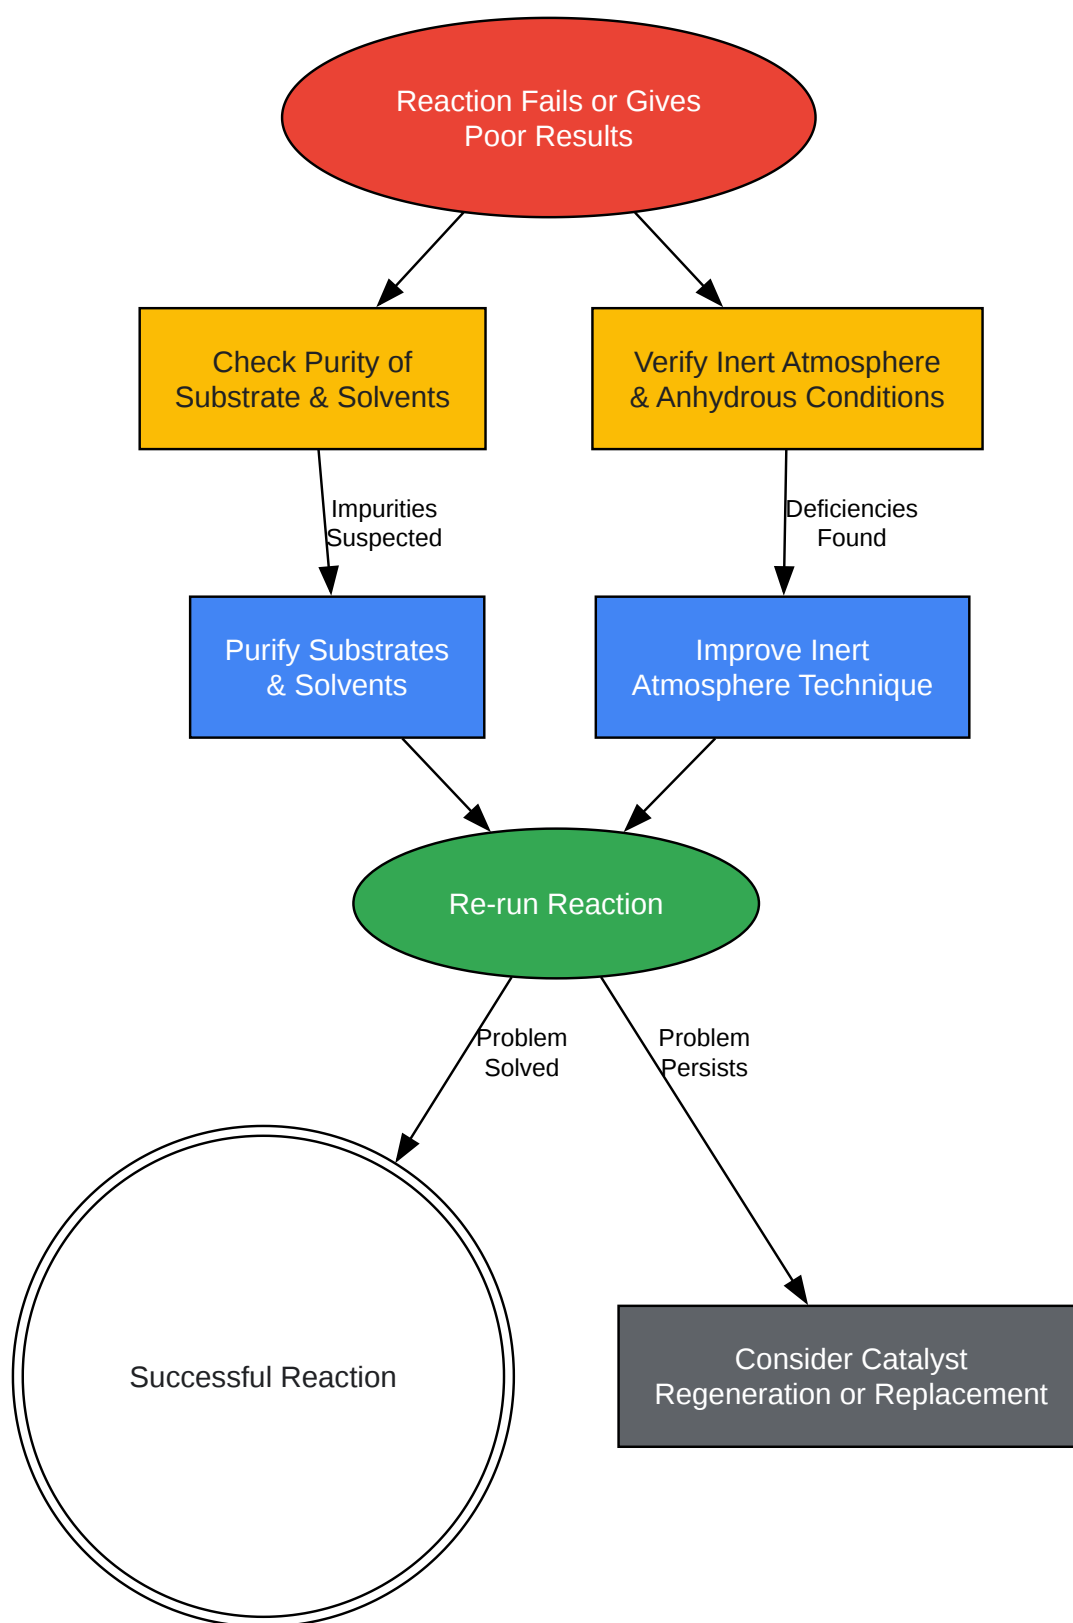 Reaction Fails or Gives
Poor Results
Check Purity of
Substrate & Solvents
Verify Inert Atmosphere
& Anhydrous Conditions
Impurities
Suspected
Deficiencies
Found
Purify Substrates
& Solvents
Improve Inert
Atmosphere Technique
Re-run Reaction
Problem
Solved
Problem
Persists
Successful Reaction
Consider Catalyst
Regeneration or Replacement